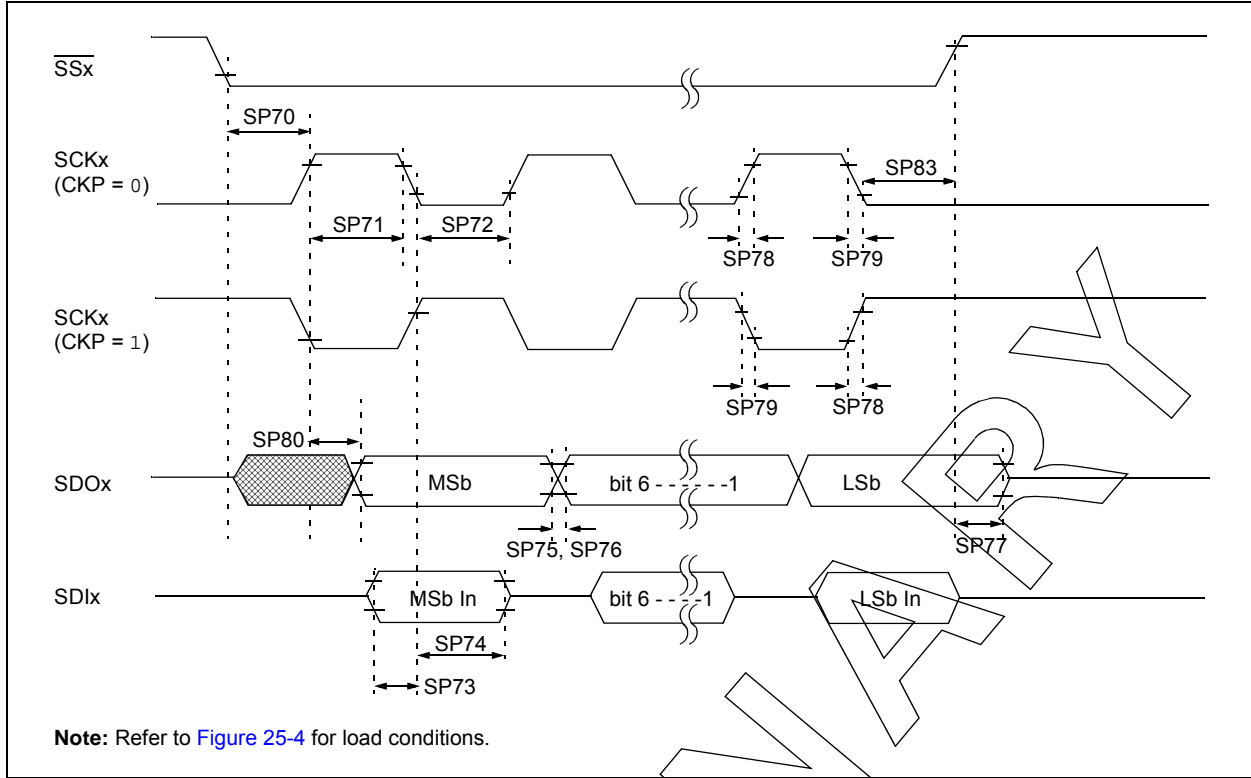 SSx
SP70
SCKx
(CKP = 0)
SP83
SP71
SP72
SP78
SP79
SCKx
(CKP = 1)
SP79
SP78
SP80
SDOx
MSb
bit 6 - - - - - -1
LSb
SP75, SP76
SP77
SDIx
MSb In
bit 6 - - - -1
LSb In
SP74
SP73
Note: Refer to Figure 25-4 for load conditions.